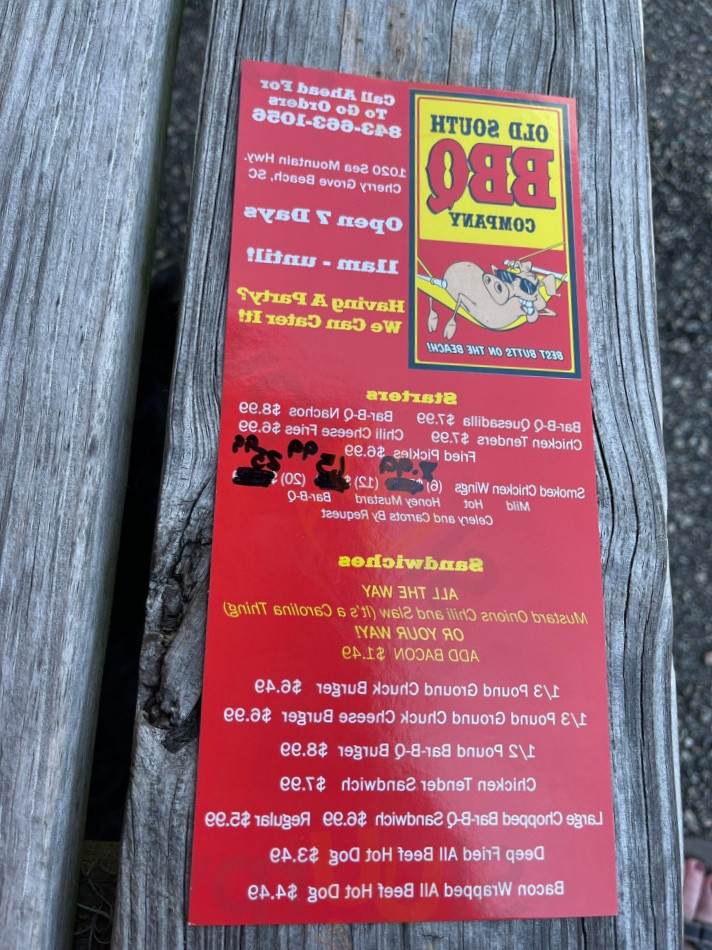 OLD SOUTH
BBQ
COMPANY
BEST BUTTS ON THE BEACH!
Call Ahead For
To Go Orders
843-663-1056
1020 Sea Mountain Hwy.
Cherry Grove Beach, SC
Open 7 Days
11am - until!
Having A Party?
We Can Cater It!
Starters
Bar-B-Q Quesadilla $7.99 Bar-B-Q Nachos $8.99
Chicken Tenders $7.99 Chili Cheese Fries $6.99
Fried Pickles $6.99
Smoked Chicken Wings (6) $ (12) $ 15.99 (20) $ 25.99
Mild Hot Honey Mustard Bar-B-Q
Celery and Carrots By Request
Sandwiches
ALL THE WAY
Mustard Onions Chili and Slaw (It's a Carolina Thing)
OR YOUR WAY!
ADD BACON $1.49
1/3 Pound Ground Chuck Burger $6.49
1/3 Pound Ground Chuck Cheese Burger $6.99
1/2 Pound Bar-B-Q Burger $8.99
Chicken Tender Sandwich $7.99
Large Chopped Bar-B-Q Sandwich $6.99 Regular $5.99
Deep Fried All Beef Hot Dog $3.49
Bacon Wrapped All Beef Hot Dog $4.49